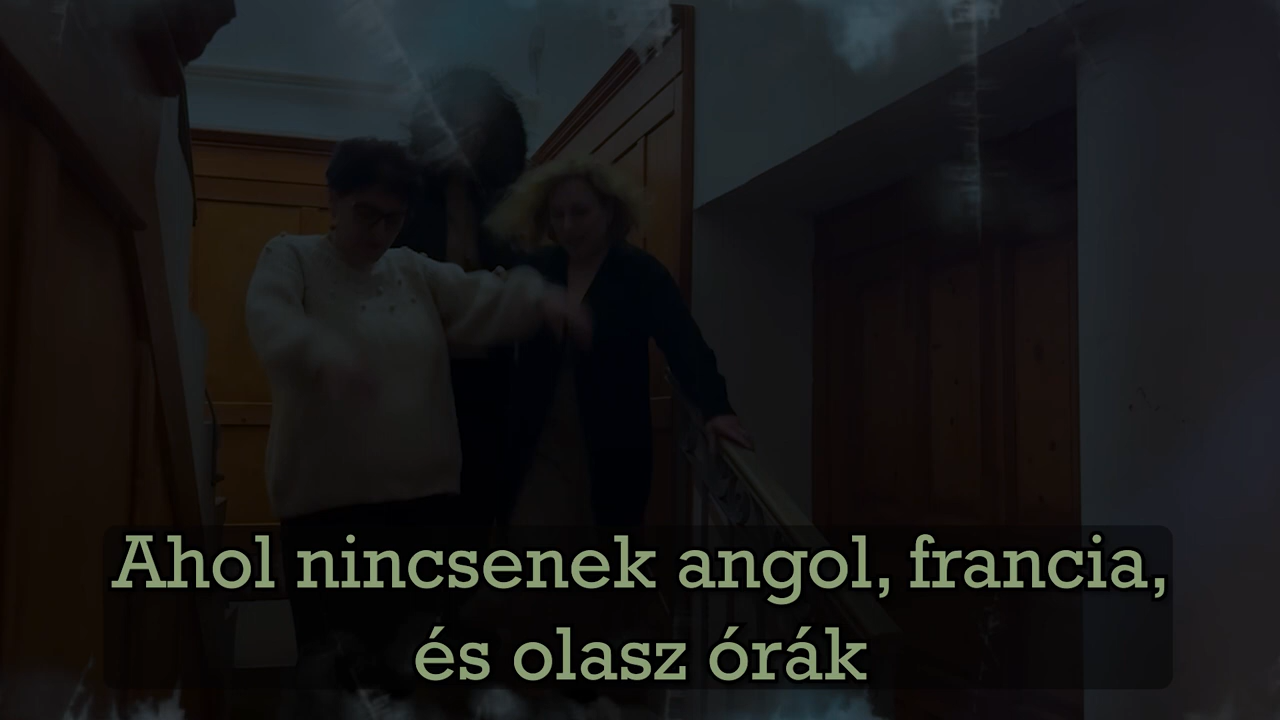 Ahol nincsenek angol, francia,
és olasz órák